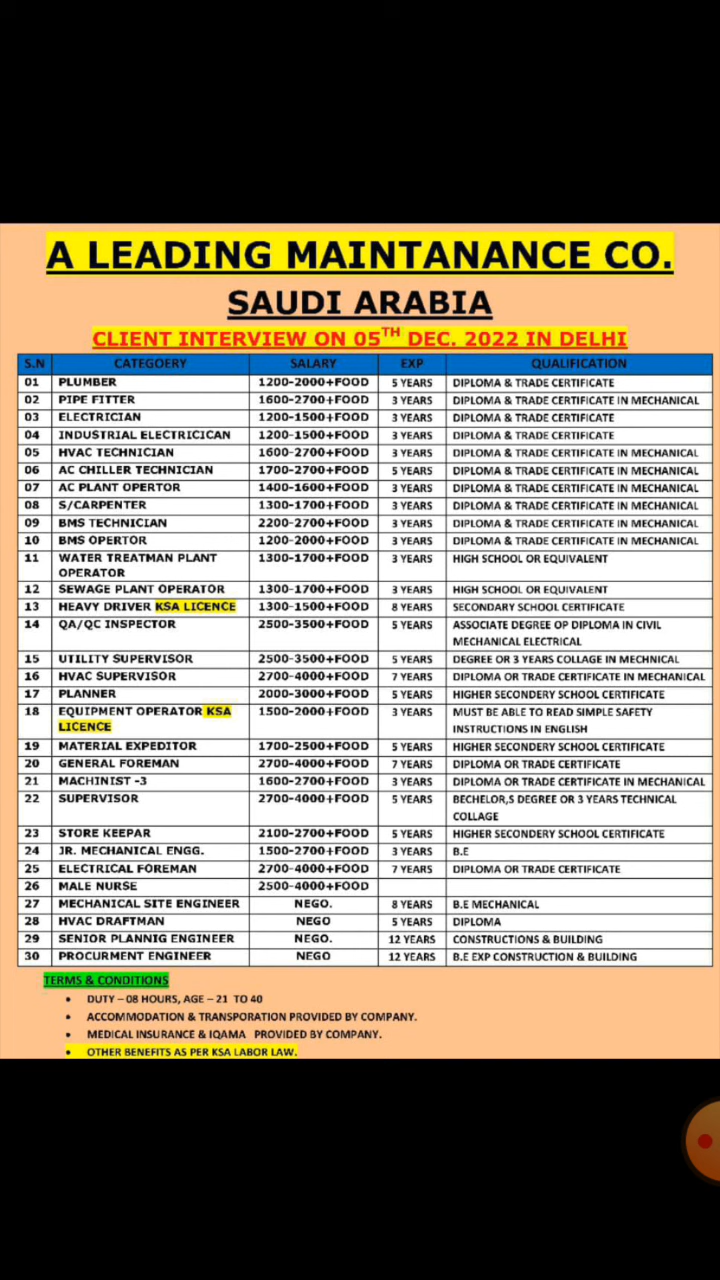 A LEADING MAINTANANCE CO.
SAUDI ARABIA
CLIENT INTERVIEW ON 05TH DEC. 2022 IN DELHI
S.N CATEGOERY SALARY EXP QUALIFICATION
01 PLUMBER 1200-2000+FOOD 5 YEARS DIPLOMA & TRADE CERTIFICATE
02 PIPE FITTER 1600-2700+FOOD 3 YEARS DIPLOMA & TRADE CERTIFICATE IN MECHANICAL
03 ELECTRICIAN 1200-1500+FOOD 3 YEARS DIPLOMA & TRADE CERTIFICATE
04 INDUSTRIAL ELECTRICICAN 1200-1500+FOOD 3 YEARS DIPLOMA & TRADE CERTIFICATE
05 HVAC TECHNICIAN 1600-2700+FOOD 3 YEARS DIPLOMA & TRADE CERTIFICATE IN MECHANICAL
06 AC CHILLER TECHNICIAN 1700-2700+FOOD 5 YEARS DIPLOMA & TRADE CERTIFICATE IN MECHANICAL
07 AC PLANT OPERTOR 1400-1600+FOOD 3 YEARS DIPLOMA & TRADE CERTIFICATE IN MECHANICAL
08 S/CARPENTER 1300-1700+FOOD 3 YEARS DIPLOMA & TRADE CERTIFICATE IN MECHANICAL
09 BMS TECHNICIAN 2200-2700+FOOD 3 YEARS DIPLOMA & TRADE CERTIFICATE IN MECHANICAL
10 BMS OPERTOR 1200-2000+FOOD 3 YEARS DIPLOMA & TRADE CERTIFICATE IN MECHANICAL
11 WATER TREATMAN PLANT 1300-1700+FOOD 3 YEARS HIGH SCHOOL OR EQUIVALENT
OPERATOR
12 SEWAGE PLANT OPERATOR 1300-1700+FOOD 3 YEARS HIGH SCHOOL OR EQUIVALENT
13 HEAVY DRIVER KSA LICENCE 1300-1500+FOOD 8 YEARS SECONDARY SCHOOL CERTIFICATE
14 QA/QC INSPECTOR 2500-3500+FOOD 5 YEARS ASSOCIATE DEGREE OP DIPLOMA IN CIVIL
MECHANICAL ELECTRICAL
15 UTILITY SUPERVISOR 2500-3500+FOOD 5 YEARS DEGREE OR 3 YEARS COLLAGE IN MECHNICAL
16 HVAC SUPERVISOR 2700-4000+FOOD 7 YEARS DIPLOMA OR TRADE CERTIFICATE IN MECHANICAL
17 PLANNER 2000-3000+FOOD 5 YEARS HIGHER SECONDERY SCHOOL CERTIFICATE
18 EQUIPMENT OPERATOR KSA 1500-2000+FOOD 3 YEARS MUST BE ABLE TO READ SIMPLE SAFETY
LICENCE INSTRUCTIONS IN ENGLISH
19 MATERIAL EXPEDITOR 1700-2500+FOOD 5 YEARS HIGHER SECONDERY SCHOOL CERTIFICATE
20 GENERAL FOREMAN 2700-4000+FOOD 7 YEARS DIPLOMA OR TRADE CERTIFICATE
21 MACHINIST -3 1600-2700+FOOD 3 YEARS DIPLOMA OR TRADE CERTIFICATE IN MECHANICAL
22 SUPERVISOR 2700-4000+FOOD 5 YEARS BECHELOR,S DEGREE OR 3 YEARS TECHNICAL
COLLAGE
23 STORE KEEPAR 2100-2700+FOOD 5 YEARS HIGHER SECONDERY SCHOOL CERTIFICATE
24 JR. MECHANICAL ENGG. 1500-2700+FOOD 3 YEARS B.E
25 ELECTRICAL FOREMAN 2700-4000+FOOD 7 YEARS DIPLOMA OR TRADE CERTIFICATE
26 MALE NURSE 2500-4000+FOOD
27 MECHANICAL SITE ENGINEER NEGO. 8 YEARS B.E MECHANICAL
28 HVAC DRAFTMAN NEGO 5 YEARS DIPLOMA
29 SENIOR PLANNIG ENGINEER NEGO. 12 YEARS CONSTRUCTIONS & BUILDING
30 PROCURMENT ENGINEER NEGO 12 YEARS B.E EXP CONSTRUCTION & BUILDING
TERMS & CONDITIONS
• DUTY – 08 HOURS, AGE – 21 TO 40
• ACCOMMODATION & TRANSPORATION PROVIDED BY COMPANY.
• MEDICAL INSURANCE & IQAMA PROVIDED BY COMPANY.
• OTHER BENEFITS AS PER KSA LABOR LAW.